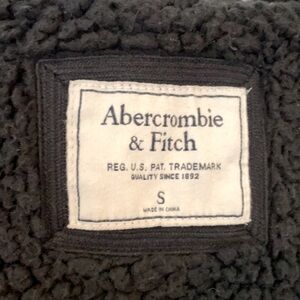 Abercrombie
& Fitch
REG. U.S. PAT. TRADEMARK
QUALITY SINCE 1892
S
MADE IN CHINA